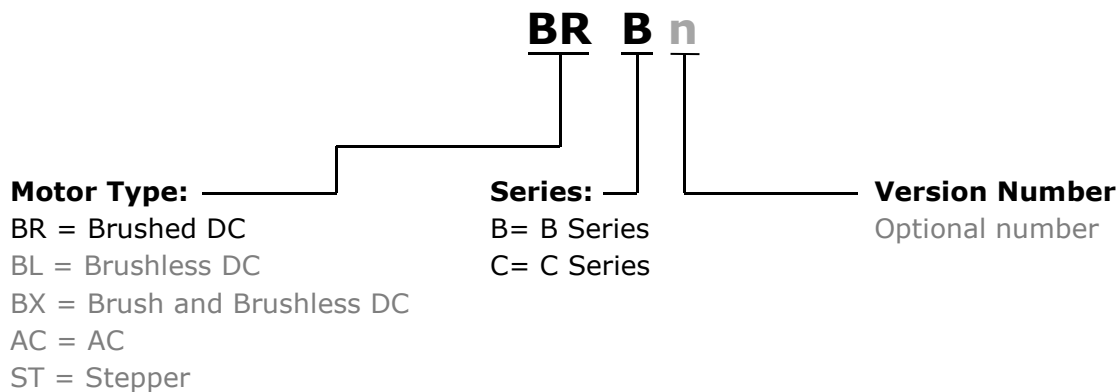 BR B n
Motor Type:
BR = Brushed DC
BL = Brushless DC
BX = Brush and Brushless DC
AC = AC
ST = Stepper
Series:
B= B Series
C= C Series
Version Number
Optional number